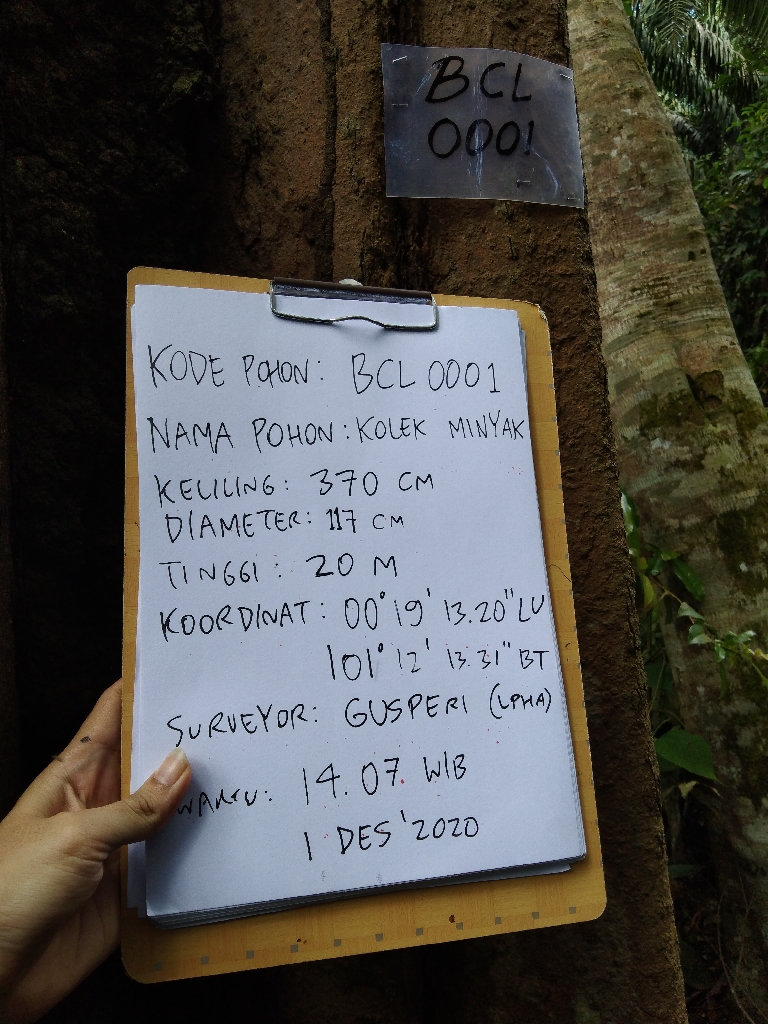 BCL
0001
KODE POHON: BCL 0001
NAMA POHON: KOLEK MINYAK
KELILING: 370 CM
DIAMETER: 117 CM
TINGGI: 20 M
KOORDINAT: 00° 19' 13.20" LU
101° 12' 13.31" BT
SURVEYOR: GUSPERI (LPHA)
WAKTU: 14.07 WIB
1 DES '2020